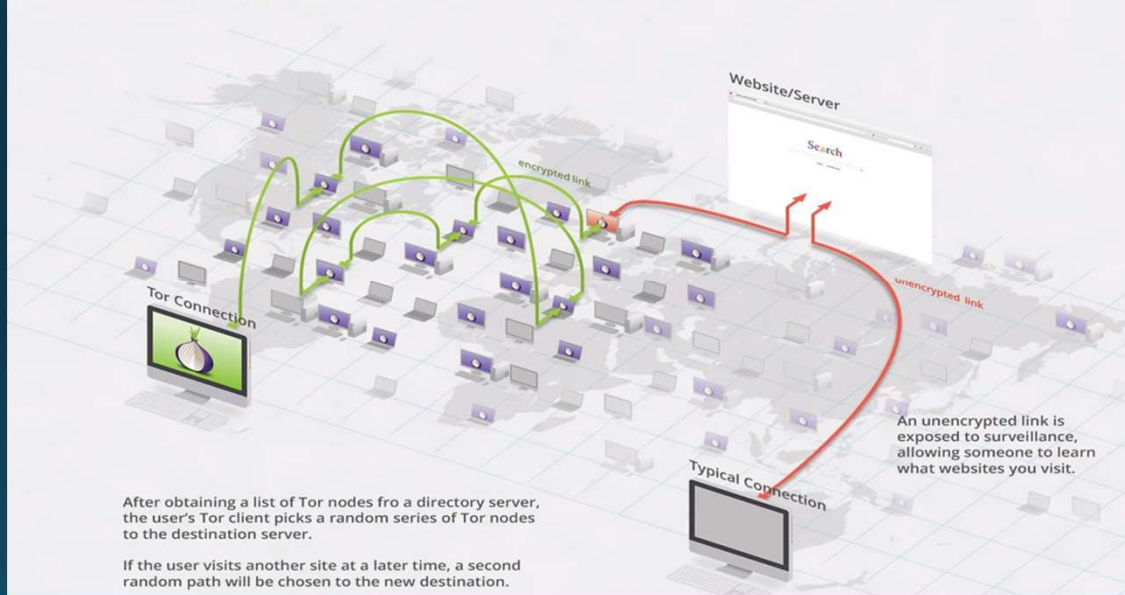 Website/Server
Search
encrypted link
unencrypted link
Tor Connection
An unencrypted link is
exposed to surveillance,
allowing someone to learn
what websites you visit.
Typical Connection
After obtaining a list of Tor nodes fro a directory server,
the user's Tor client picks a random series of Tor nodes
to the destination server.
If the user visits another site at a later time, a second
random path will be chosen to the new destination.